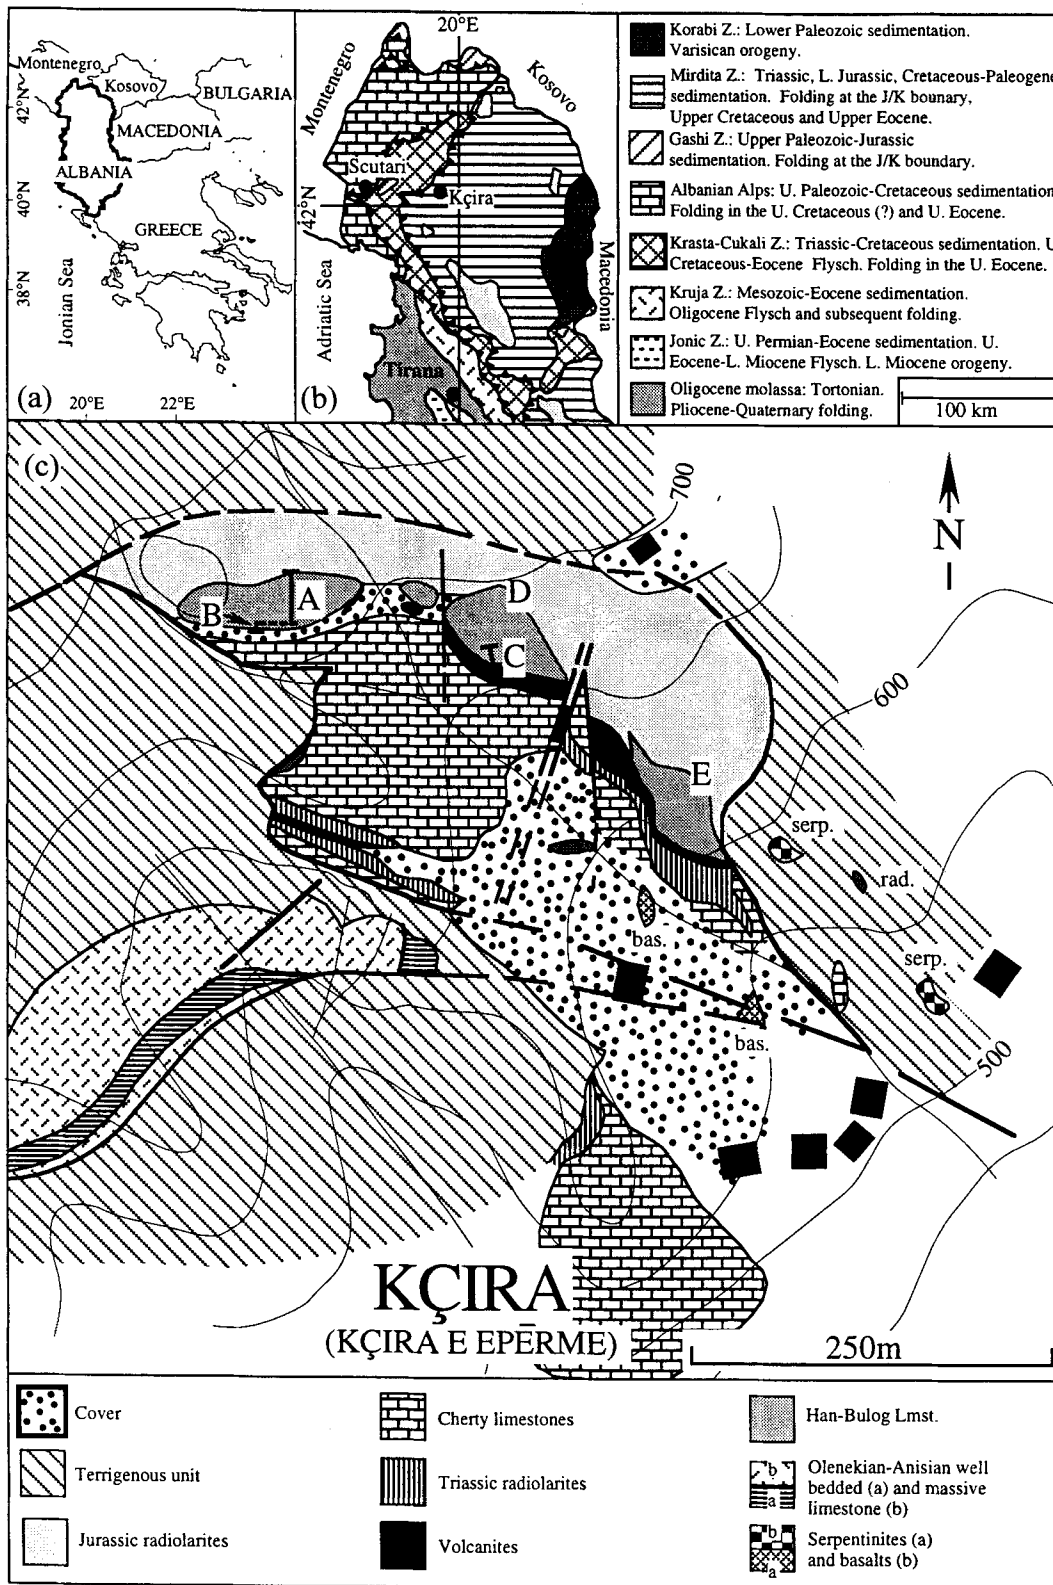 Montenegro
Kosovo
BULGARIA
MACEDONIA
ALBANIA
GREECE
Jonian Sea
42°N
40°N
38°N
(a)
20°E
22°E
20°E
Montenegro
Kosovo
Scutari
Kçira
42°N
Adriatic Sea
Macedonia
Tirana
(b)
Korabi Z.: Lower Paleozoic sedimentation.
Varisican orogeny.
Mirdita Z.: Triassic, L. Jurassic, Cretaceous-Paleogene
sedimentation. Folding at the J/K bounary,
Upper Cretaceous and Upper Eocene.
Gashi Z.: Upper Paleozoic-Jurassic
sedimentation. Folding at the J/K boundary.
Albanian Alps: U. Paleozoic-Cretaceous sedimentation
Folding in the U. Cretaceous (?) and U. Eocene.
Krasta-Cukali Z.: Triassic-Cretaceous sedimentation. U
Cretaceous-Eocene Flysch. Folding in the U. Eocene.
Kruja Z.: Mesozoic-Eocene sedimentation.
Oligocene Flysch and subsequent folding.
Jonic Z.: U. Permian-Eocene sedimentation. U.
Eocene-L. Miocene Flysch. L. Miocene orogeny.
Oligocene molassa: Tortonian.
Pliocene-Quaternary folding.
100 km
(c)
700
N
A
B
D
C
600
E
serp.
rad.
bas.
serp.
bas.
500
KÇIRA
(KÇIRA E EPËRME)
250m
Cover
Terrigenous unit
Jurassic radiolarites
Cherty limestones
Triassic radiolarites
Volcanites
Han-Bulog Lmst.
b
a
Olenekian-Anisian well
bedded (a) and massive
limestone (b)
b
a
Serpentinites (a)
and basalts (b)